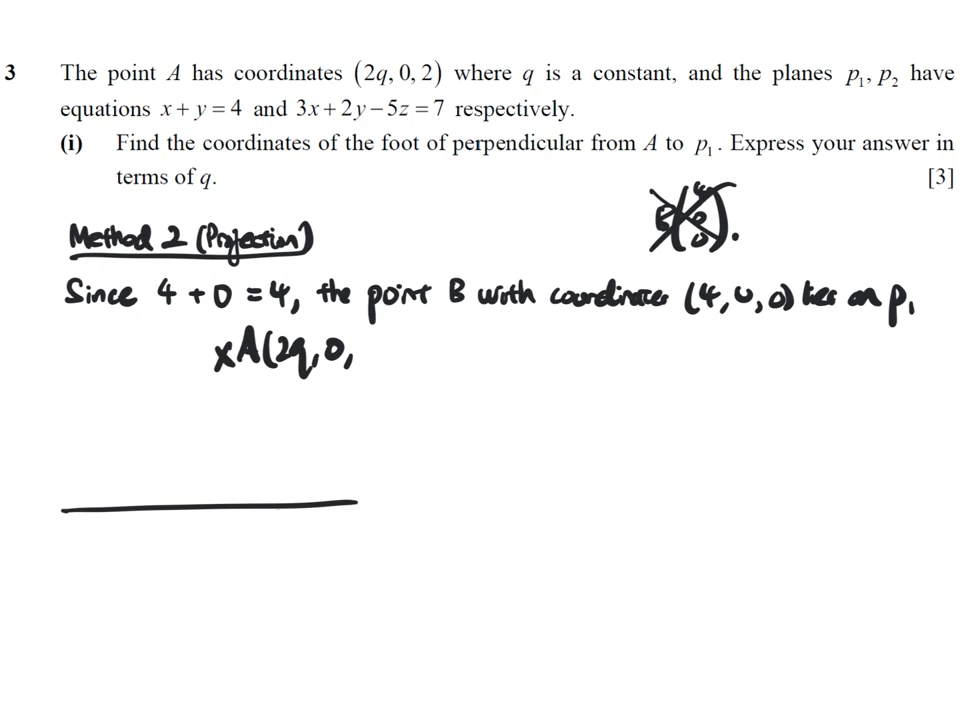 3 The point A has coordinates (2q, 0, 2) where q is a constant, and the planes p₁, p₂ have
equations x + y = 4 and 3x + 2y − 5z = 7 respectively.
(i) Find the coordinates of the foot of perpendicular from A to p₁. Express your answer in
terms of q. [3]
Method 2 (Projection)
Since 4 + 0 = 4, the point B with coordinates (4, 0, 0) lies on p₁
×A(2q, 0,